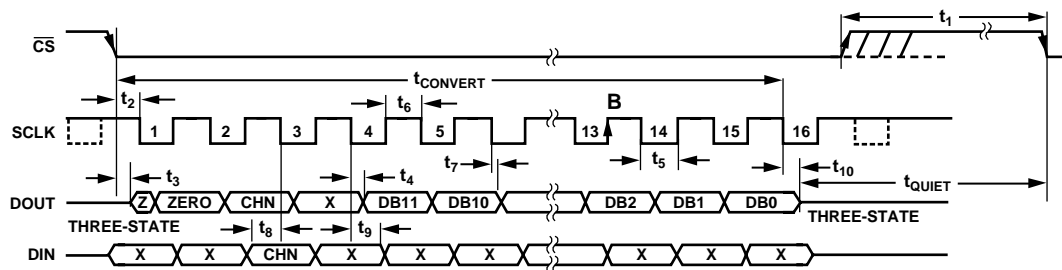 t1
CS
tCONVERT
t2
t6
B
SCLK
1 2 3 4 5 13 14 15 16
t3
t4
t7
t5
t10
tQUIET
DOUT
Z ZERO CHN X DB11 DB10 DB2 DB1 DB0
THREE-STATE
THREE-STATE
t8
t9
DIN
X X CHN X X X X X X